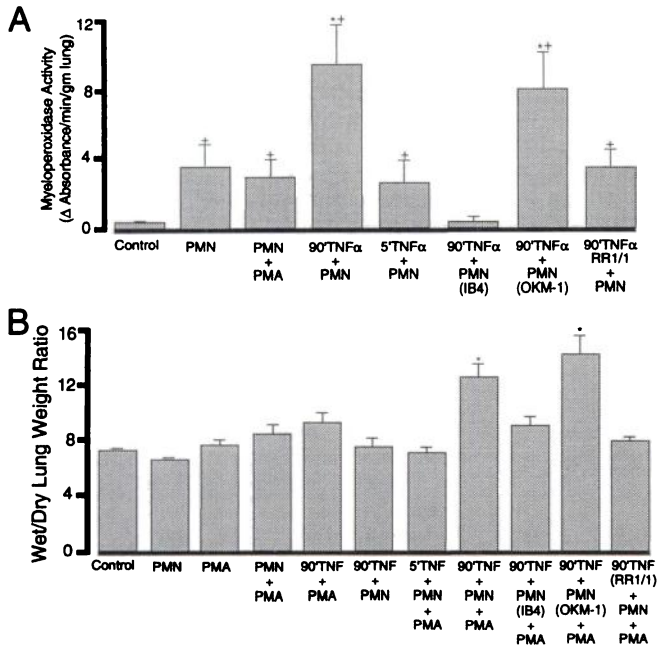 A
Myeloperoxidase Activity
(Δ Absorbance/min/gm lung)
12
8
4
0
*+
*+
+
+
+
+
Control PMN PMN 90'TNFα 5'TNFα 90'TNFα 90'TNFα 90'TNFα
+ + + + + RR1/1
PMA PMN PMN PMN PMN +
(IB4) (OKM-1) PMN
B
Wet/Dry Lung Weight Ratio
16
12
8
4
0
*
*
Control PMN PMA PMN 90'TNF 90'TNF 5'TNF 90'TNF 90'TNF 90'TNF 90'TNF
+ + + + + + + (RR1/1)
PMA PMA PMN PMN PMN PMN PMN +
+ + (IB4) (OKM-1) PMN
PMA PMA + + +
PMA PMA PMA